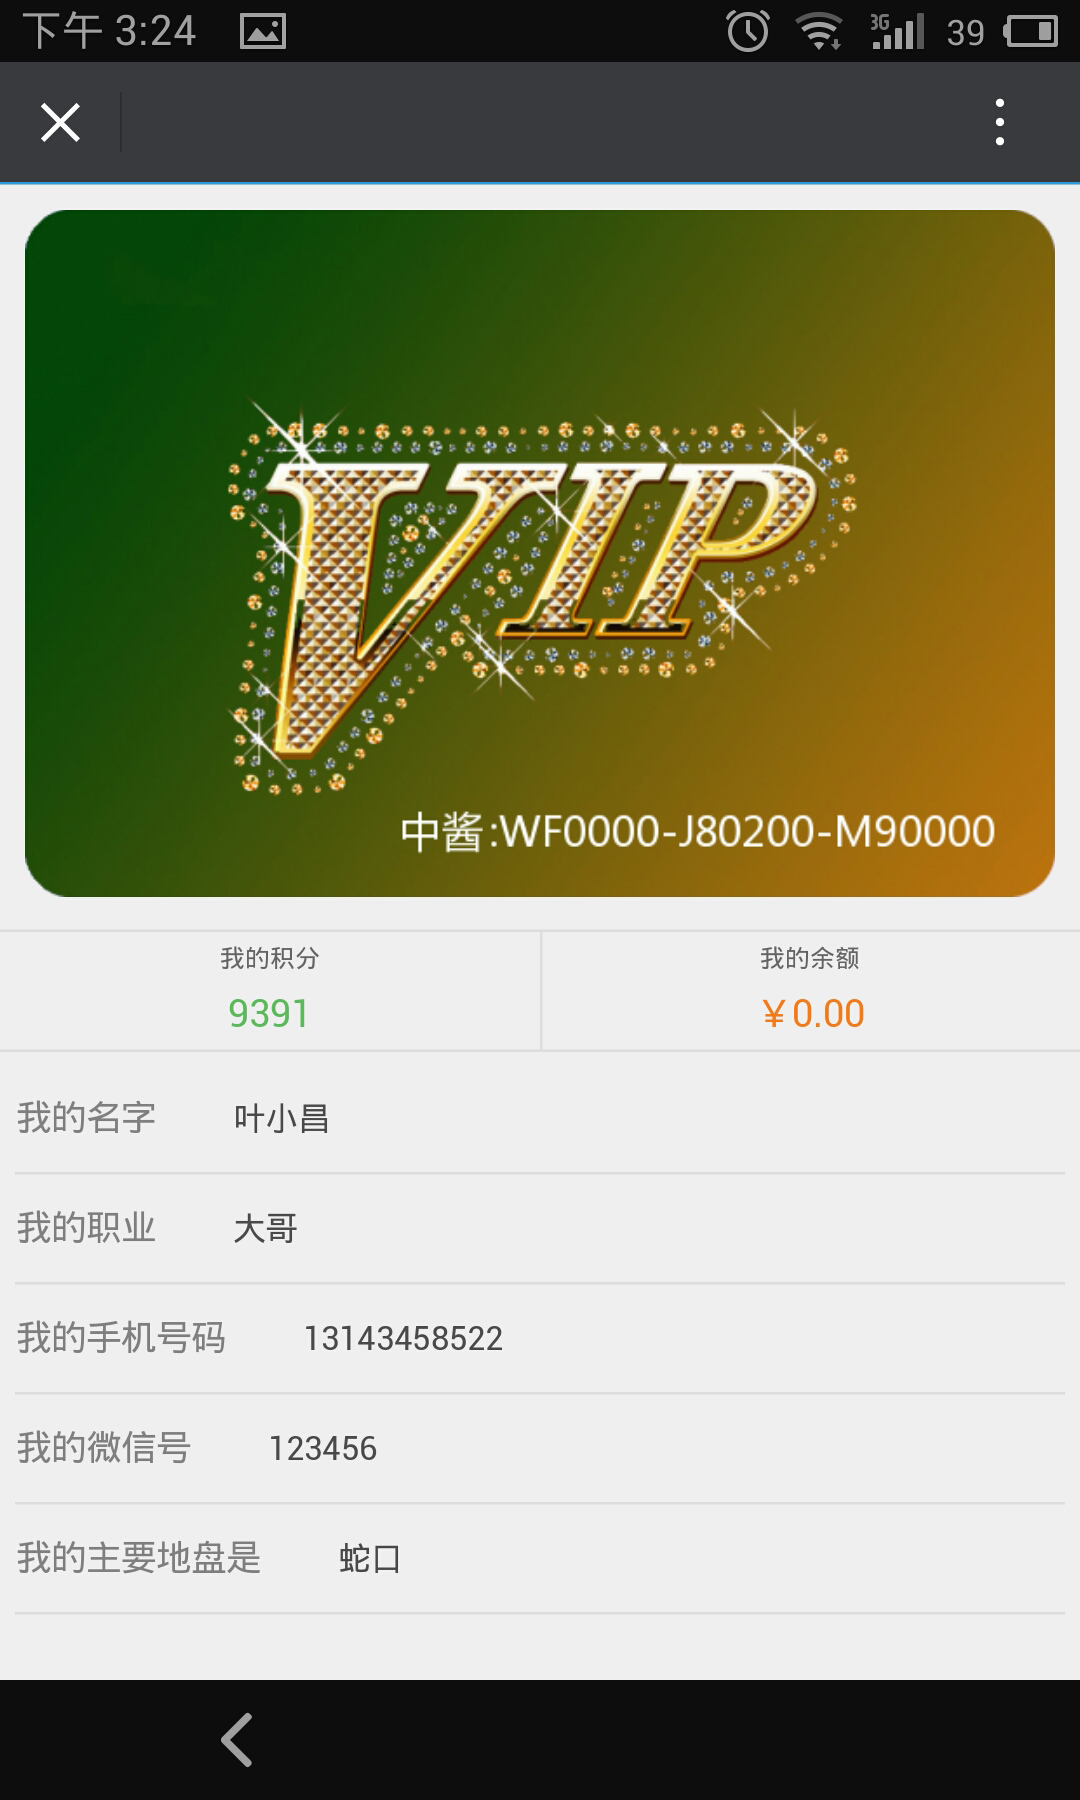 下午 3:24
3G
39
VIP
中酱:WF0000-J80200-M90000
我的积分
9391
我的余额
￥0.00
我的名字 叶小昌
我的职业 大哥
我的手机号码 13143458522
我的微信号 123456
我的主要地盘是 蛇口